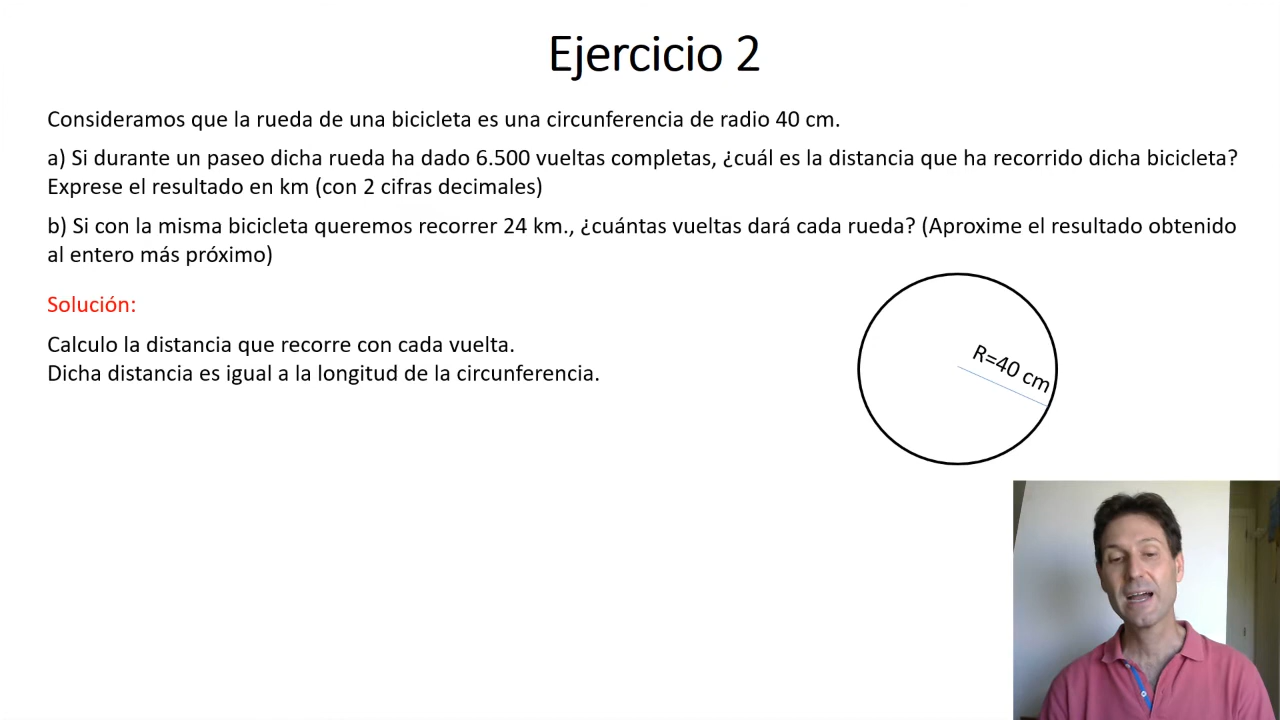 Ejercicio 2
Consideramos que la rueda de una bicicleta es una circunferencia de radio 40 cm.
a) Si durante un paseo dicha rueda ha dado 6.500 vueltas completas, ¿cuál es la distancia que ha recorrido dicha bicicleta?
Exprese el resultado en km (con 2 cifras decimales)
b) Si con la misma bicicleta queremos recorrer 24 km., ¿cuántas vueltas dará cada rueda? (Aproxime el resultado obtenido
al entero más próximo)
Solución:
Calculo la distancia que recorre con cada vuelta.
Dicha distancia es igual a la longitud de la circunferencia.
R=40 cm